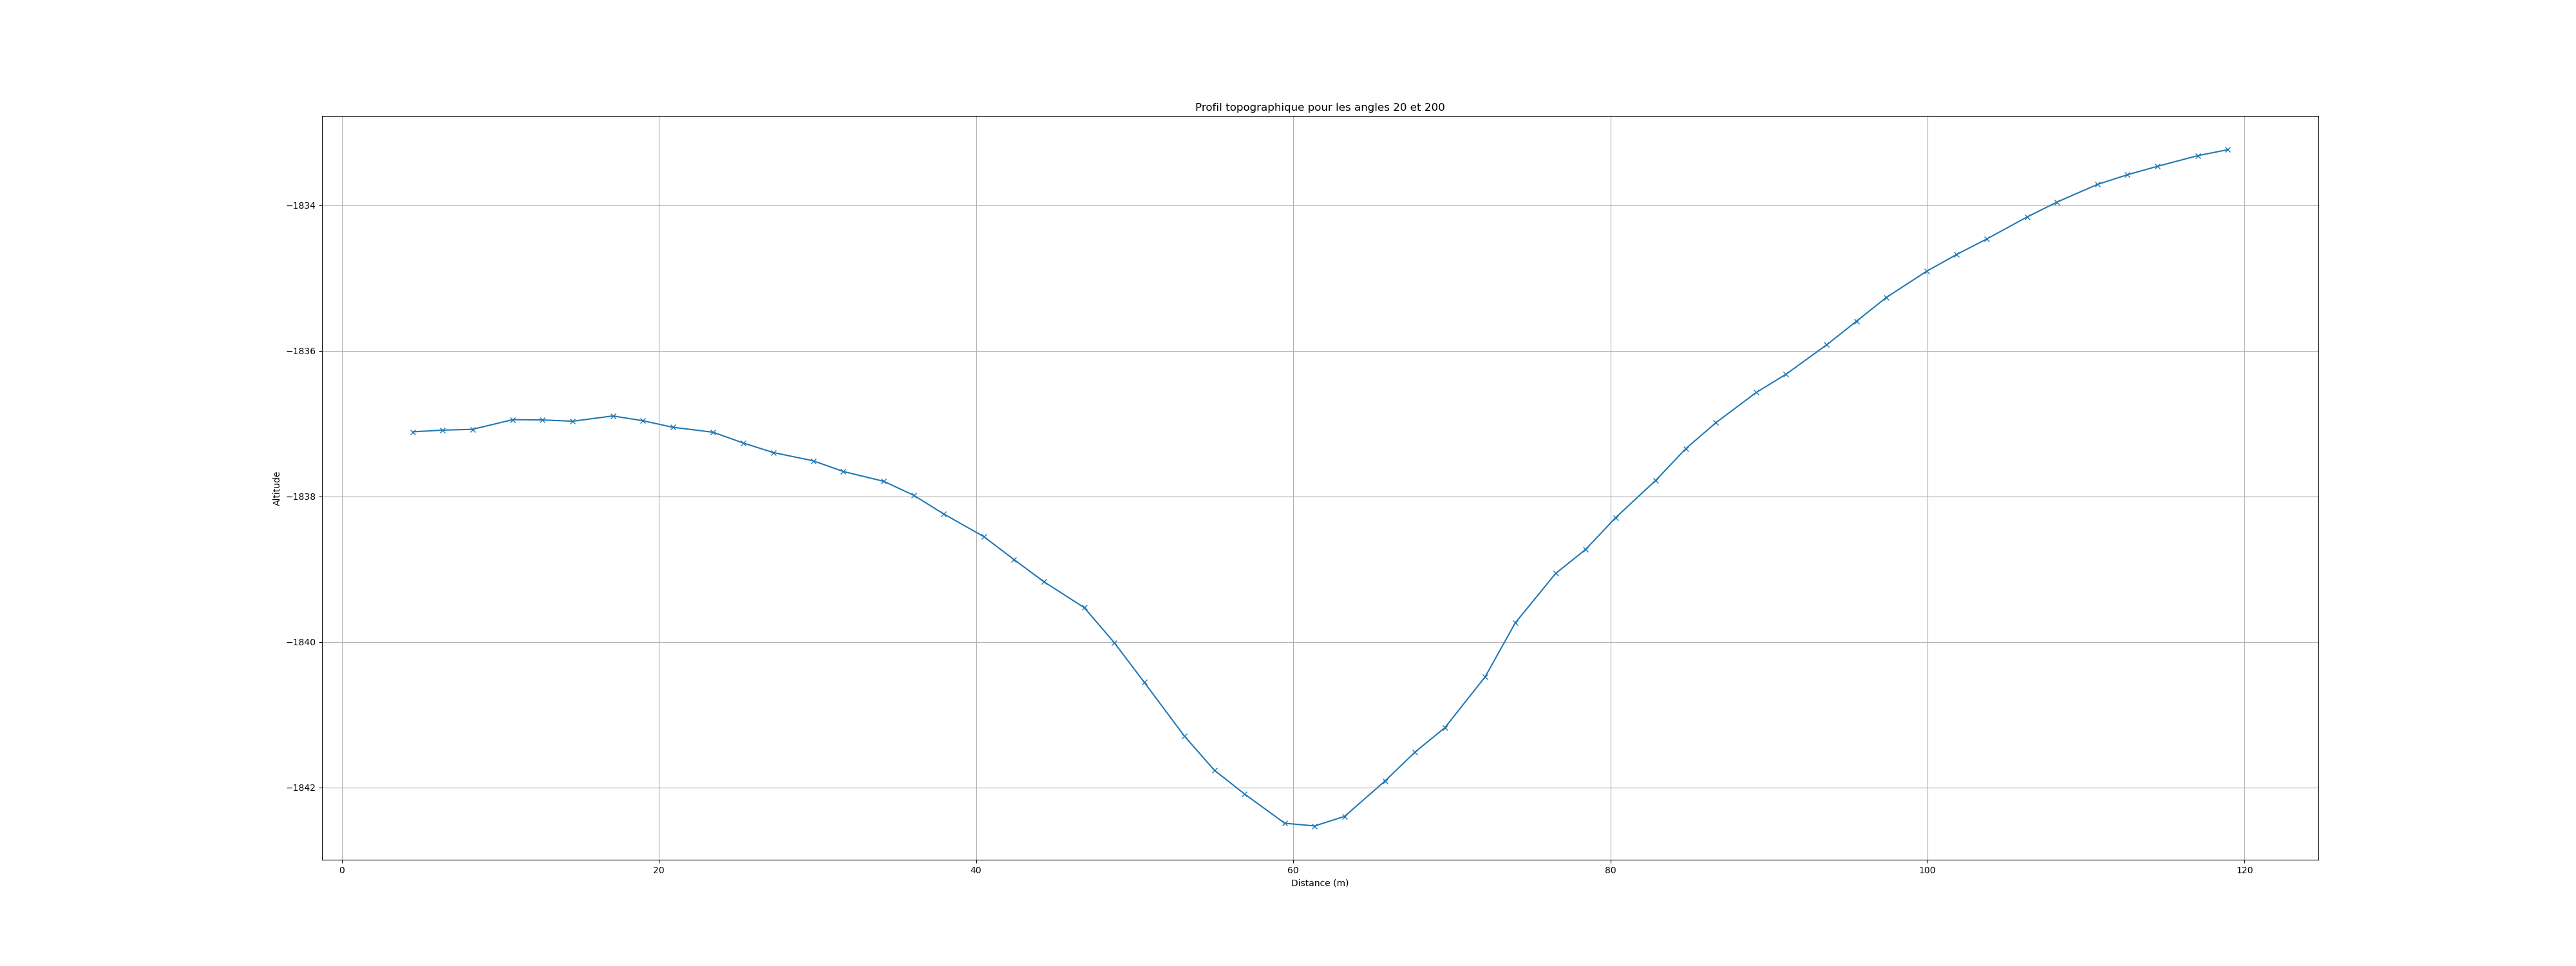 Profil topographique pour les angles 20 et 200
Altitude
−1834
−1836
−1838
−1840
−1842
0 20 40 60 80 100 120
Distance (m)